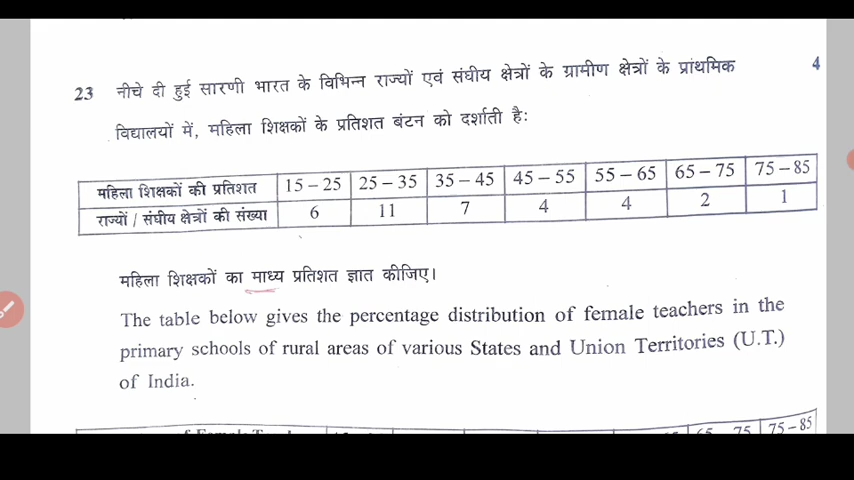 23 नीचे दी हुई सारणी भारत के विभिन्न राज्यों एवं संघीय क्षेत्रों के ग्रामीण क्षेत्रों के प्रांथमिक 4
विद्यालयों में, महिला शिक्षकों के प्रतिशत बंटन को दर्शाती है:
महिला शिक्षकों की प्रतिशत 15 – 25 25 – 35 35 – 45 45 – 55 55 – 65 65 – 75 75 – 85
राज्यों / संघीय क्षेत्रों की संख्या 6 11 7 4 4 2 1
महिला शिक्षकों का माध्य प्रतिशत ज्ञात कीजिए।
The table below gives the percentage distribution of female teachers in the
primary schools of rural areas of various States and Union Territories (U.T.)
of India.
75 – 85